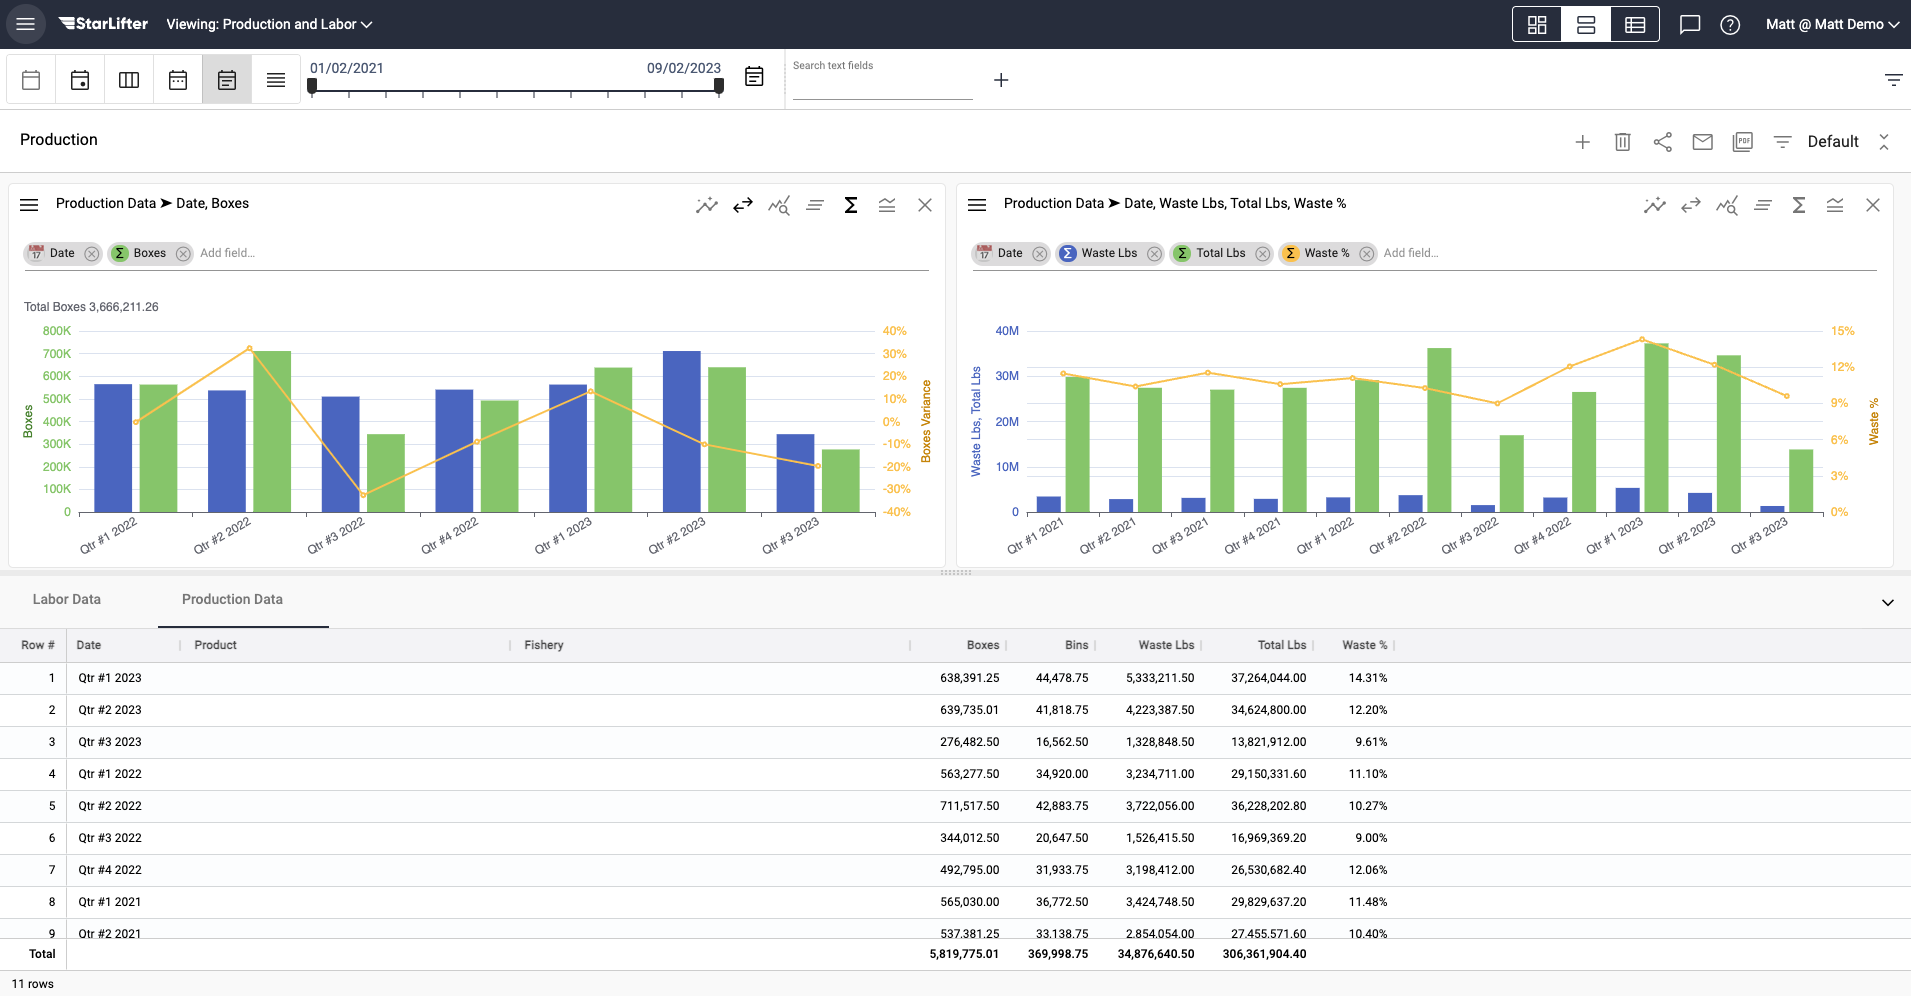 StarLifter Viewing: Production and Labor Matt @ Matt Demo
01/02/2021 09/02/2023 Search text fields
Production Default
PDF
Production Data ➤ Date, Boxes
17 Date Σ Boxes Add field...
Total Boxes 3,666,211.26
800K
700K
600K
500K
400K
300K
200K
100K
0
Boxes
40%
30%
20%
10%
0%
-10%
-20%
-30%
-40%
Boxes Variance
Qtr #1 2022 Qtr #2 2022 Qtr #3 2022 Qtr #4 2022 Qtr #1 2023 Qtr #2 2023 Qtr #3 2023
Production Data ➤ Date, Waste Lbs, Total Lbs, Waste %
17 Date Σ Waste Lbs Σ Total Lbs Σ Waste % Add field...
40M
30M
20M
10M
0
Waste Lbs, Total Lbs
15%
12%
9%
6%
3%
0%
Waste %
Qtr #1 2021 Qtr #2 2021 Qtr #3 2021 Qtr #4 2021 Qtr #1 2022 Qtr #2 2022 Qtr #3 2022 Qtr #4 2022 Qtr #1 2023 Qtr #2 2023 Qtr #3 2023
Labor Data Production Data
Row # Date Product Fishery Boxes Bins Waste Lbs Total Lbs Waste %
1 Qtr #1 2023 638,391.25 44,478.75 5,333,211.50 37,264,044.00 14.31%
2 Qtr #2 2023 639,735.01 41,818.75 4,223,387.50 34,624,800.00 12.20%
3 Qtr #3 2023 276,482.50 16,562.50 1,328,848.50 13,821,912.00 9.61%
4 Qtr #1 2022 563,277.50 34,920.00 3,234,711.00 29,150,331.60 11.10%
5 Qtr #2 2022 711,517.50 42,883.75 3,722,056.00 36,228,202.80 10.27%
6 Qtr #3 2022 344,012.50 20,647.50 1,526,415.50 16,969,369.20 9.00%
7 Qtr #4 2022 492,795.00 31,933.75 3,198,412.00 26,530,682.40 12.06%
8 Qtr #1 2021 565,030.00 36,772.50 3,424,748.50 29,829,637.20 11.48%
9 Qtr #2 2021 537,381.25 33,138.75 2,854,054.00 27,455,571.60 10.40%
Total 5,819,775.01 369,998.75 34,876,640.50 306,361,904.40
11 rows